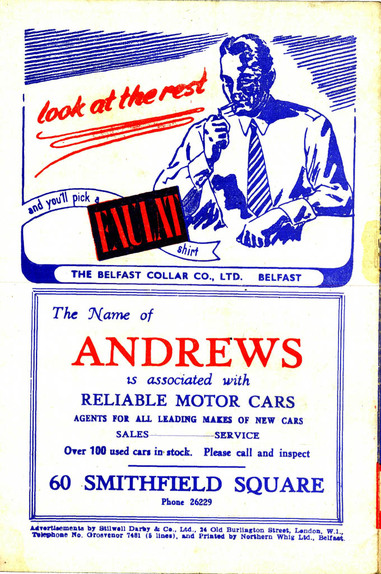 look at the rest
and you'll pick a
FAULAT
shirt
THE BELFAST COLLAR CO., LTD. BELFAST
The Name of
ANDREWS
is associated with
RELIABLE MOTOR CARS
AGENTS FOR ALL LEADING MAKES OF NEW CARS
SALES SERVICE
Over 100 used cars in stock. Please call and inspect
60 SMITHFIELD SQUARE
Phone 26229
Advertisements by Stilwell Darby & Co., Ltd., 24 Old Burlington Street, London, W.1.,
Telephone No. Grosvenor 7481 (5 lines), and Printed by Northern Whig Ltd., Belfast.